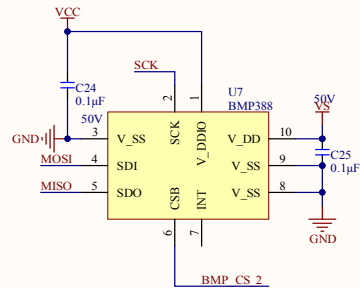 VCC
SCK
C24
0.1µF
50V
U7
BMP388
50V
VS
2
1
SCK
V_DDIO
GND
3
V_SS
V_DD
10
MOSI
4
SDI
V_SS
9
C25
0.1µF
MISO
5
SDO
V_SS
8
CSB
INT
6
7
GND
BMP_CS_2